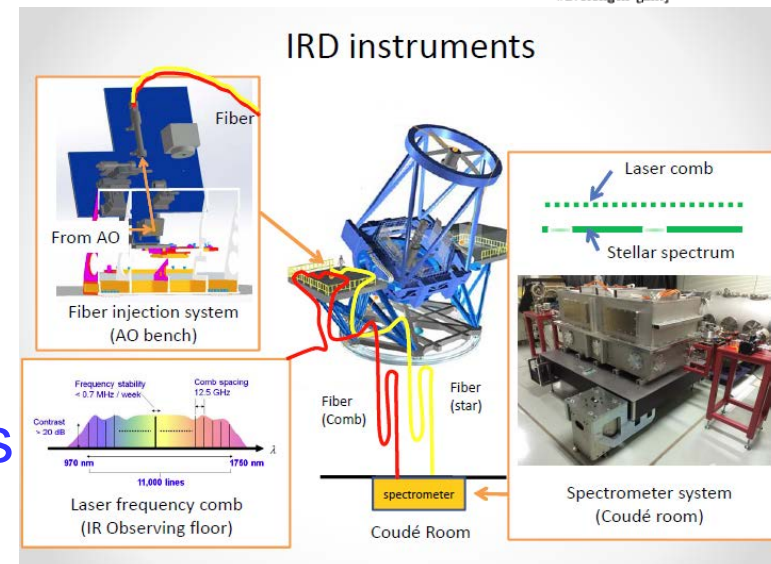 IRD instruments
Fiber
From AO
Fiber injection system
(AO bench)
Laser comb
Stellar spectrum
Frequency stability
< 0.7 MHz / week
Comb spacing
12.5 GHz
Contrast
> 20 dB
λ
970 nm
1750 nm
11,000 lines
Laser frequency comb
(IR Observing floor)
Fiber
(Comb)
Fiber
(star)
spectrometer
Coudé Room
Spectrometer system
(Coudé room)
s